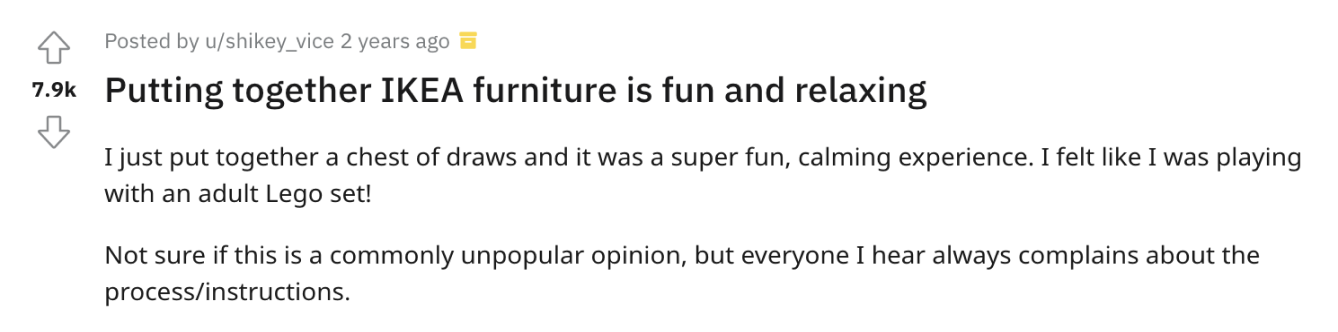 Posted by u/shikey_vice 2 years ago
7.9k
Putting together IKEA furniture is fun and relaxing
I just put together a chest of draws and it was a super fun, calming experience. I felt like I was playing
with an adult Lego set!
Not sure if this is a commonly unpopular opinion, but everyone I hear always complains about the
process/instructions.